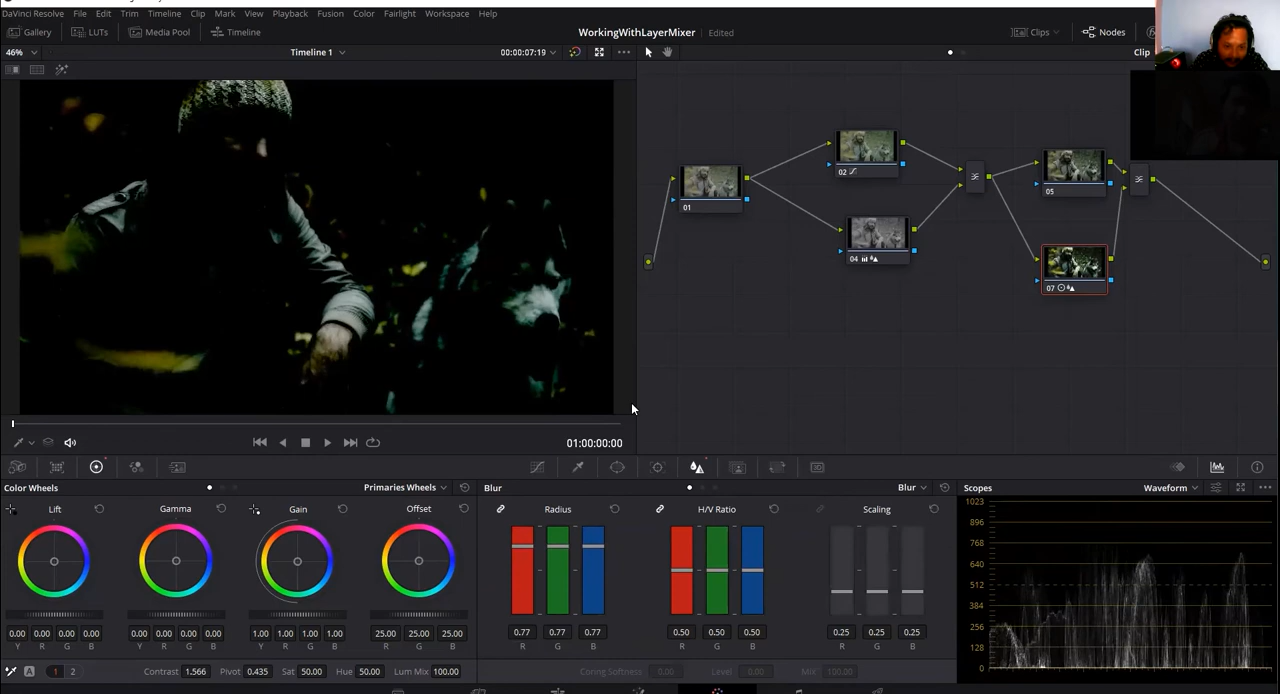 DaVinci Resolve File Edit Trim Timeline Clip Mark View Playback Fusion Color Fairlight Workspace Help
Gallery LUTs Media Pool Timeline WorkingWithLayerMixer Edited Clips Nodes
46% Timeline 1 00:00:07:19 Clip
01
02
04
05
07
01:00:00:00
Color Wheels Primaries Wheels Blur Blur Scopes Waveform
Lift Gamma Gain Offset Radius H/V Ratio Scaling
0.00 0.00 0.00 0.00 0.00 0.00 0.00 0.00 1.00 1.00 1.00 1.00 25.00 25.00 25.00
Y R G B Y R G B Y R G B R G B
0.77 0.77 0.77 0.50 0.50 0.50 0.25 0.25 0.25
R G B R G B R G B
A 1 2 Contrast 1.566 Pivot 0.435 Sat 50.00 Hue 50.00 Lum Mix 100.00
Coring Softness 0.00 Level 0.00 Mix 100.00
1023
896
768
640
512
384
256
128
0